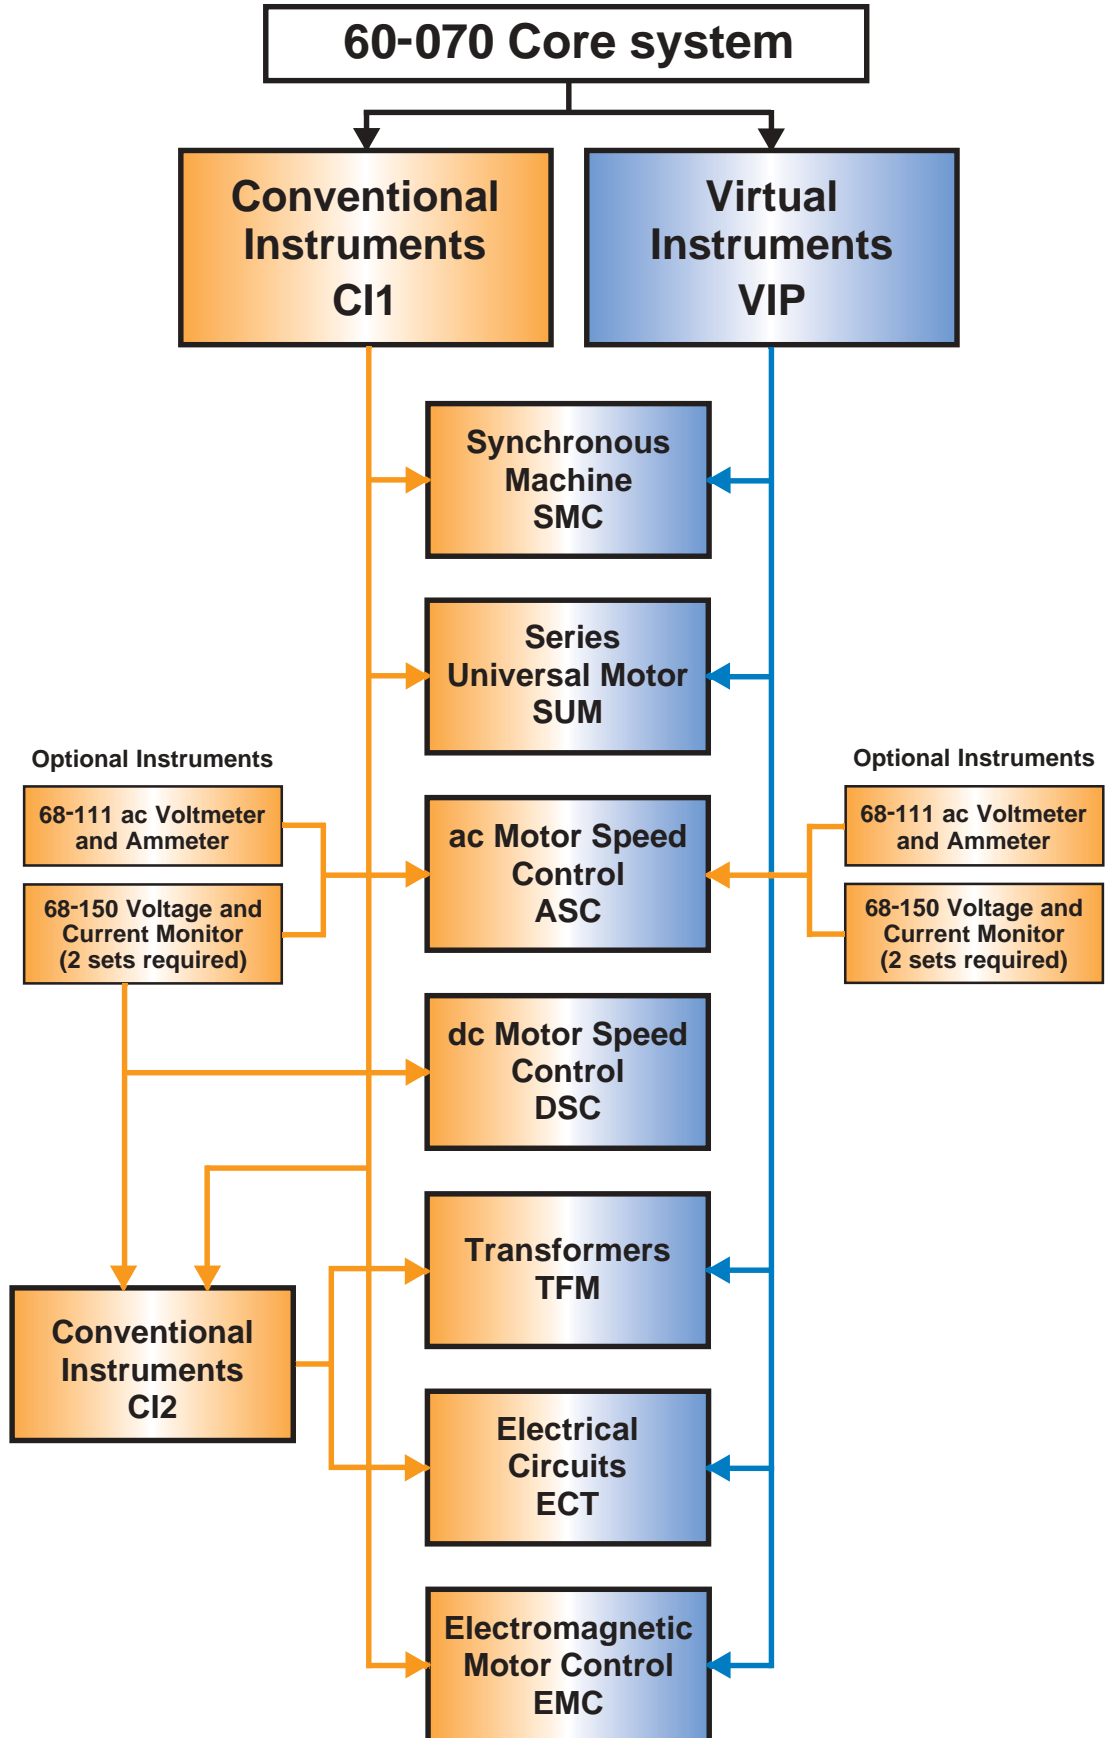 60-070 Core system
Conventional
Instruments
CI1
Virtual
Instruments
VIP
Synchronous
Machine
SMC
Series
Universal Motor
SUM
Optional Instruments
68-111 ac Voltmeter
and Ammeter
68-150 Voltage and
Current Monitor
(2 sets required)
ac Motor Speed
Control
ASC
Optional Instruments
68-111 ac Voltmeter
and Ammeter
68-150 Voltage and
Current Monitor
(2 sets required)
dc Motor Speed
Control
DSC
Transformers
TFM
Conventional
Instruments
CI2
Electrical
Circuits
ECT
Electromagnetic
Motor Control
EMC